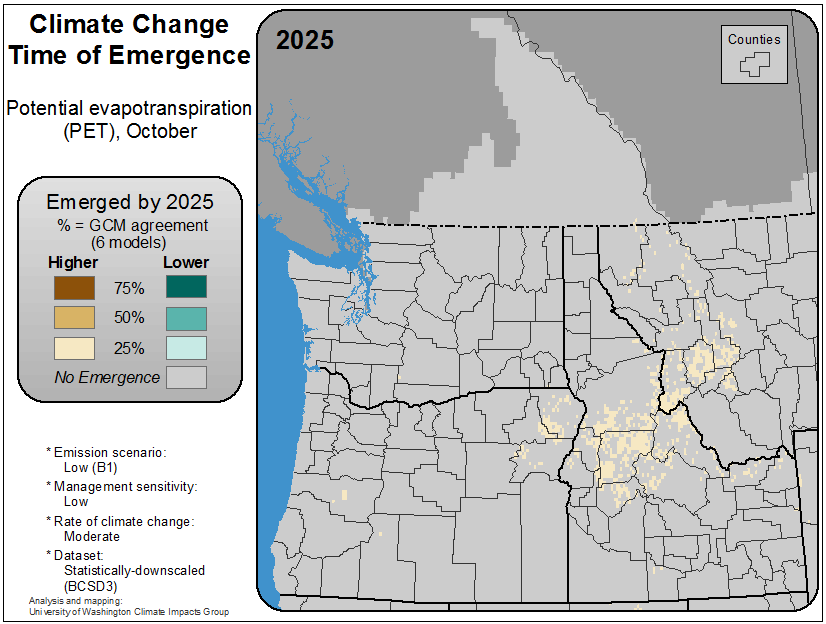 Climate Change
Time of Emergence
Potential evapotranspiration
(PET), October
Emerged by 2025
% = GCM agreement
(6 models)
Higher Lower
75%
50%
25%
No Emergence
* Emission scenario:
Low (B1)
* Management sensitivity:
Low
* Rate of climate change:
Moderate
* Dataset:
Statistically-downscaled
(BCSD3)
Analysis and mapping:
University of Washington Climate Impacts Group
2025
Counties